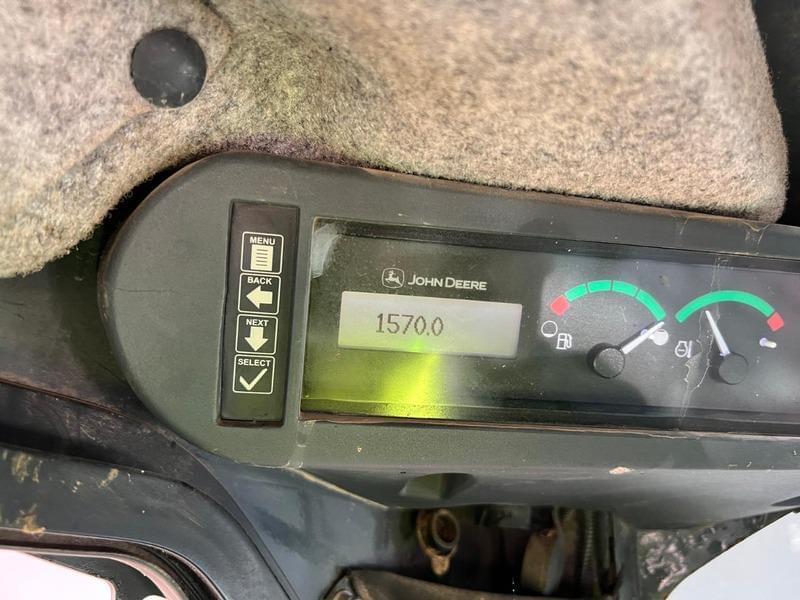 MENU
BACK
NEXT
SELECT
JOHN DEERE
1570.0